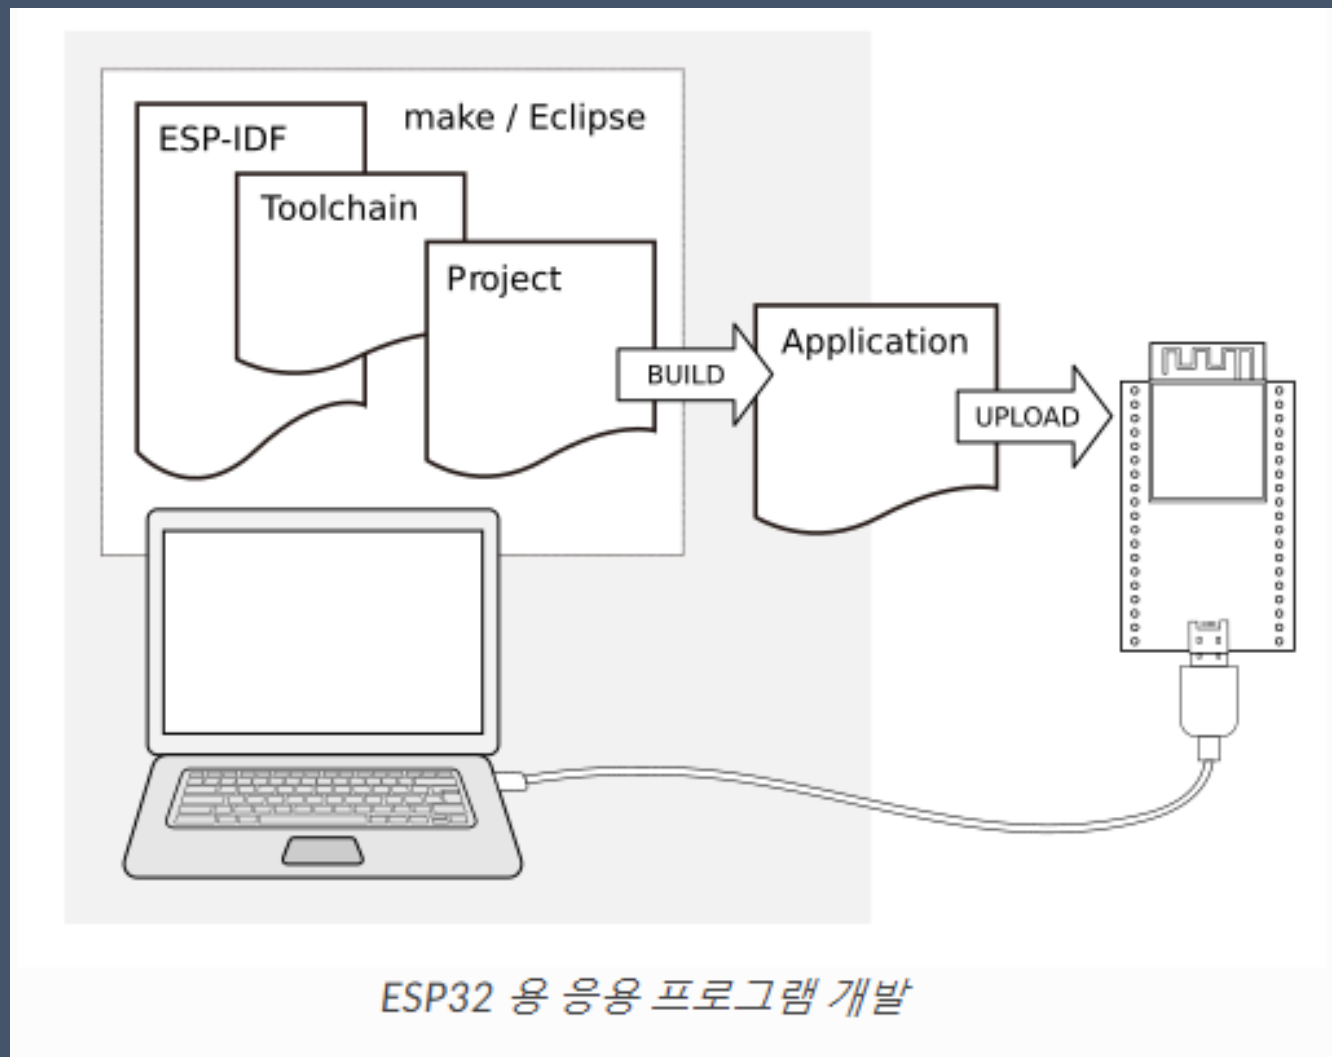 make / Eclipse
ESP-IDF
Toolchain
Project
BUILD
Application
UPLOAD
ESP32 용 응용 프로그램 개발